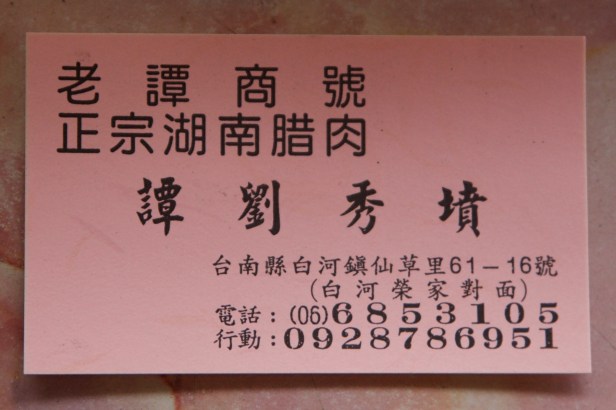 老譚商號
正宗湖南腊肉
譚劉秀墳
台南縣白河鎮仙草里61－16號
(白河榮家對面)
電話：(06)6853105
行動：0928786951